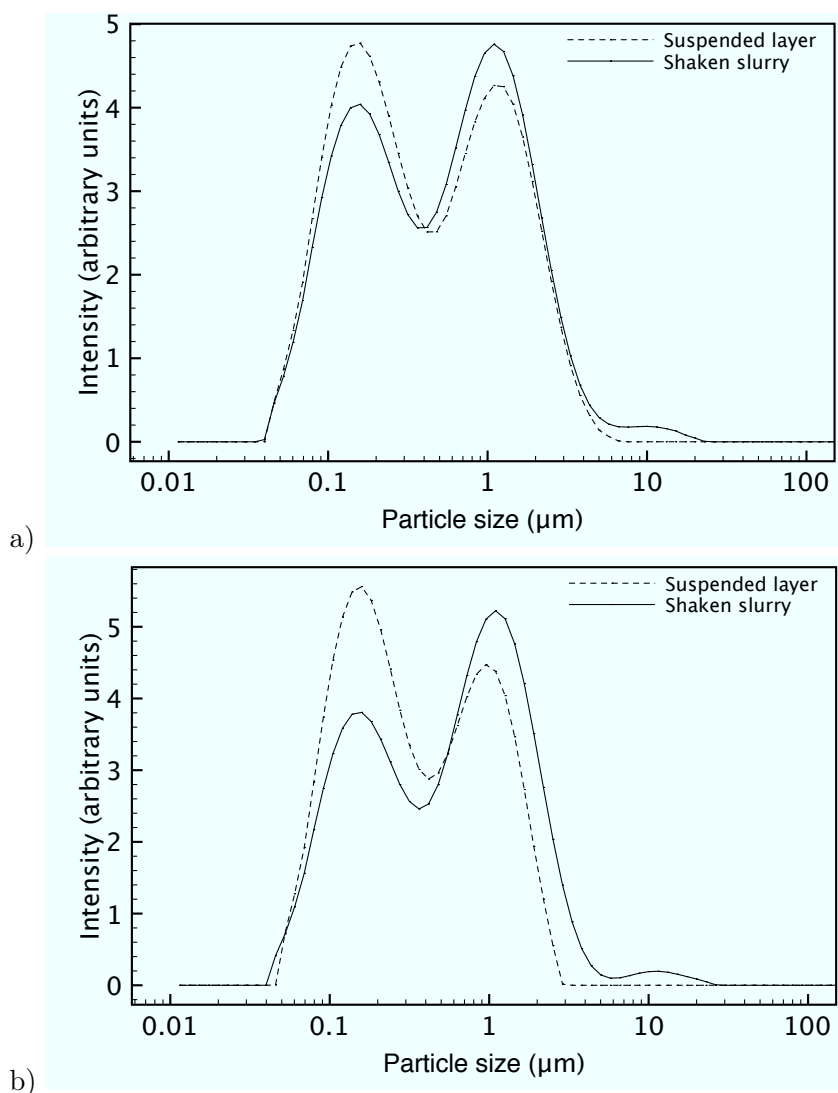 5
4
3
2
1
0
Intensity (arbitrary units)
Suspended layer
Shaken slurry
0.01 0.1 1 10 100
Particle size (µm)
a)
5
4
3
2
1
0
Intensity (arbitrary units)
Suspended layer
Shaken slurry
0.01 0.1 1 10 100
Particle size (µm)
b)